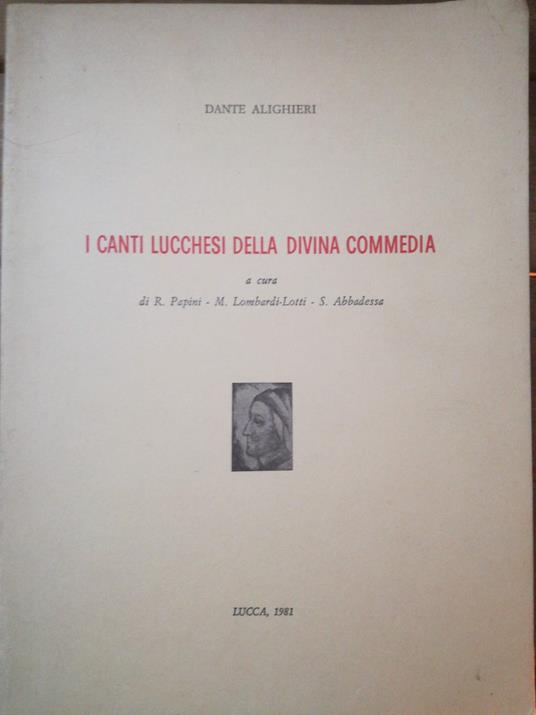 DANTE ALIGHIERI
I CANTI LUCCHESI DELLA DIVINA COMMEDIA
a cura
di R. Papini - M. Lombardi-Lotti - S. Abbadessa
LUCCA, 1981